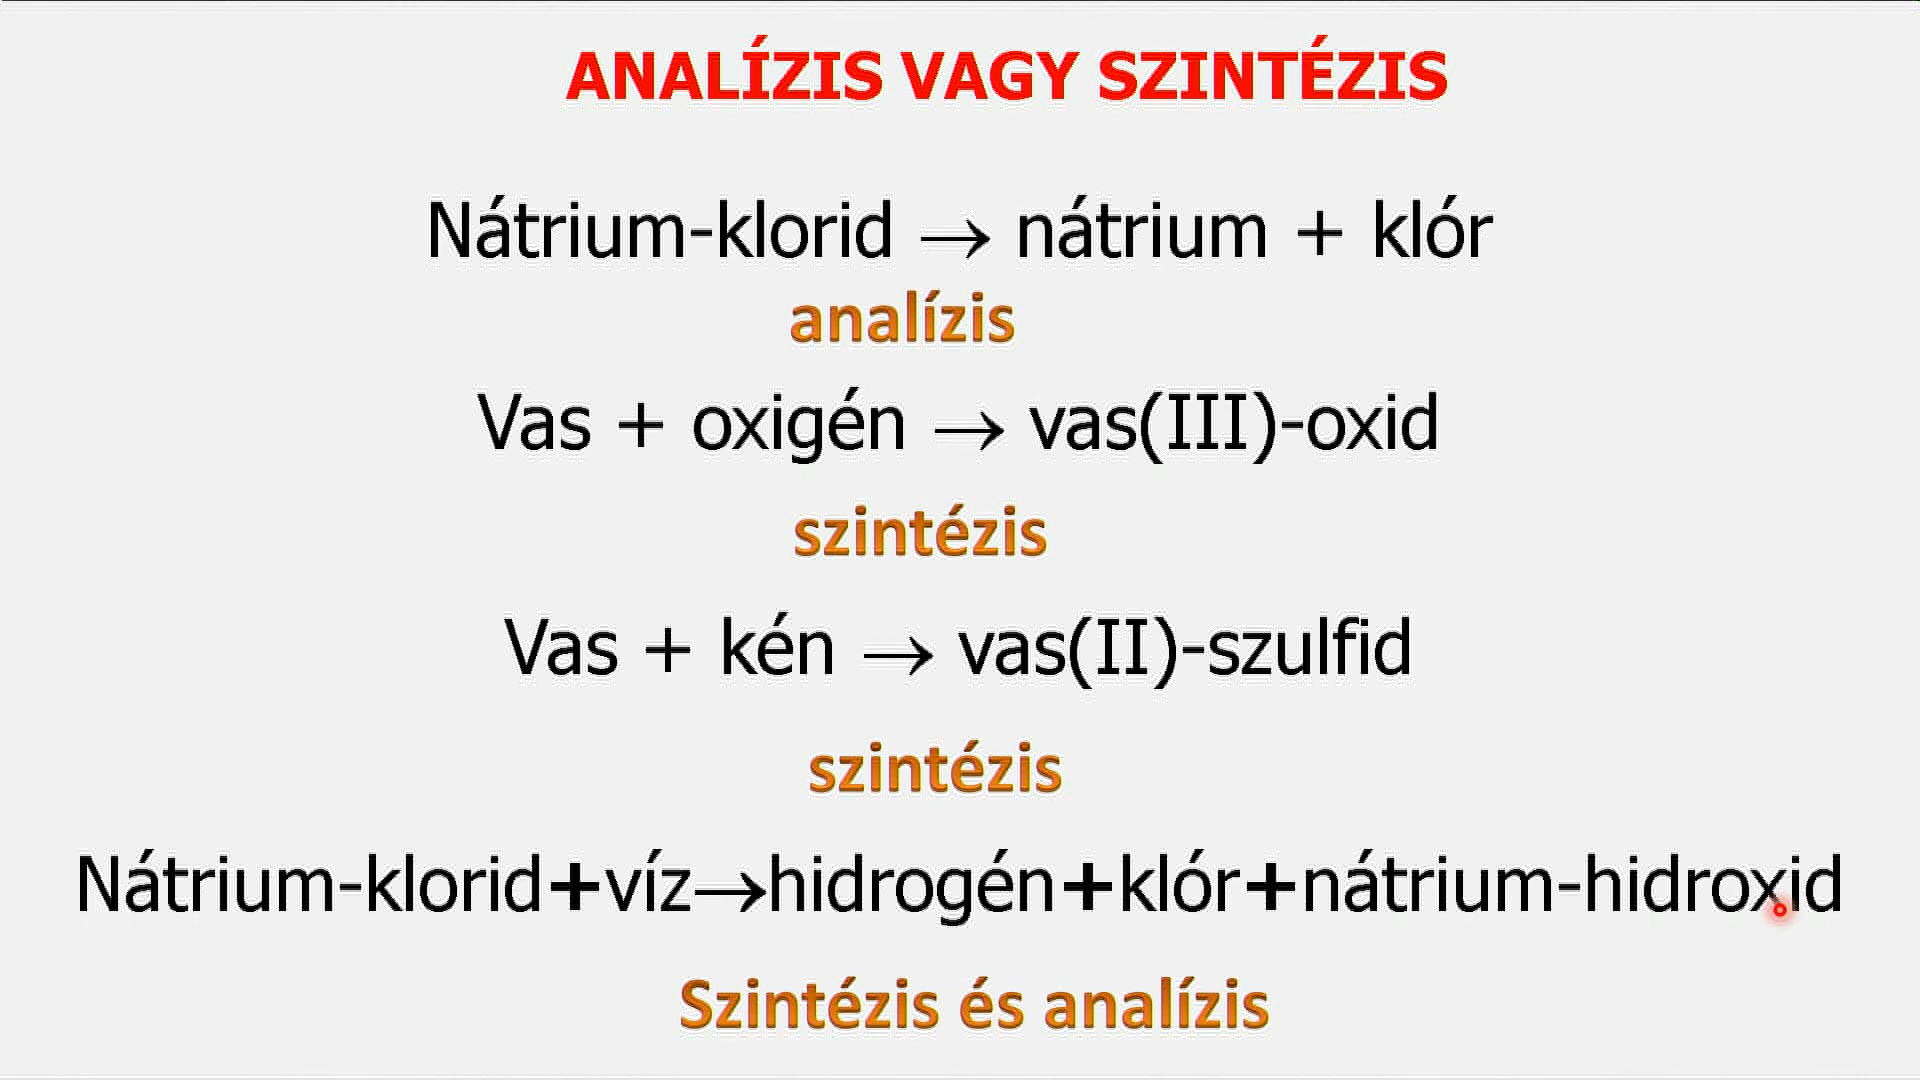 ANALÍZIS VAGY SZINTÉZIS
Nátrium-klorid → nátrium + klór
analízis
Vas + oxigén → vas(III)-oxid
szintézis
Vas + kén → vas(II)-szulfid
szintézis
Nátrium-klorid+víz→hidrogén+klór+nátrium-hidroxid
Szintézis és analízis